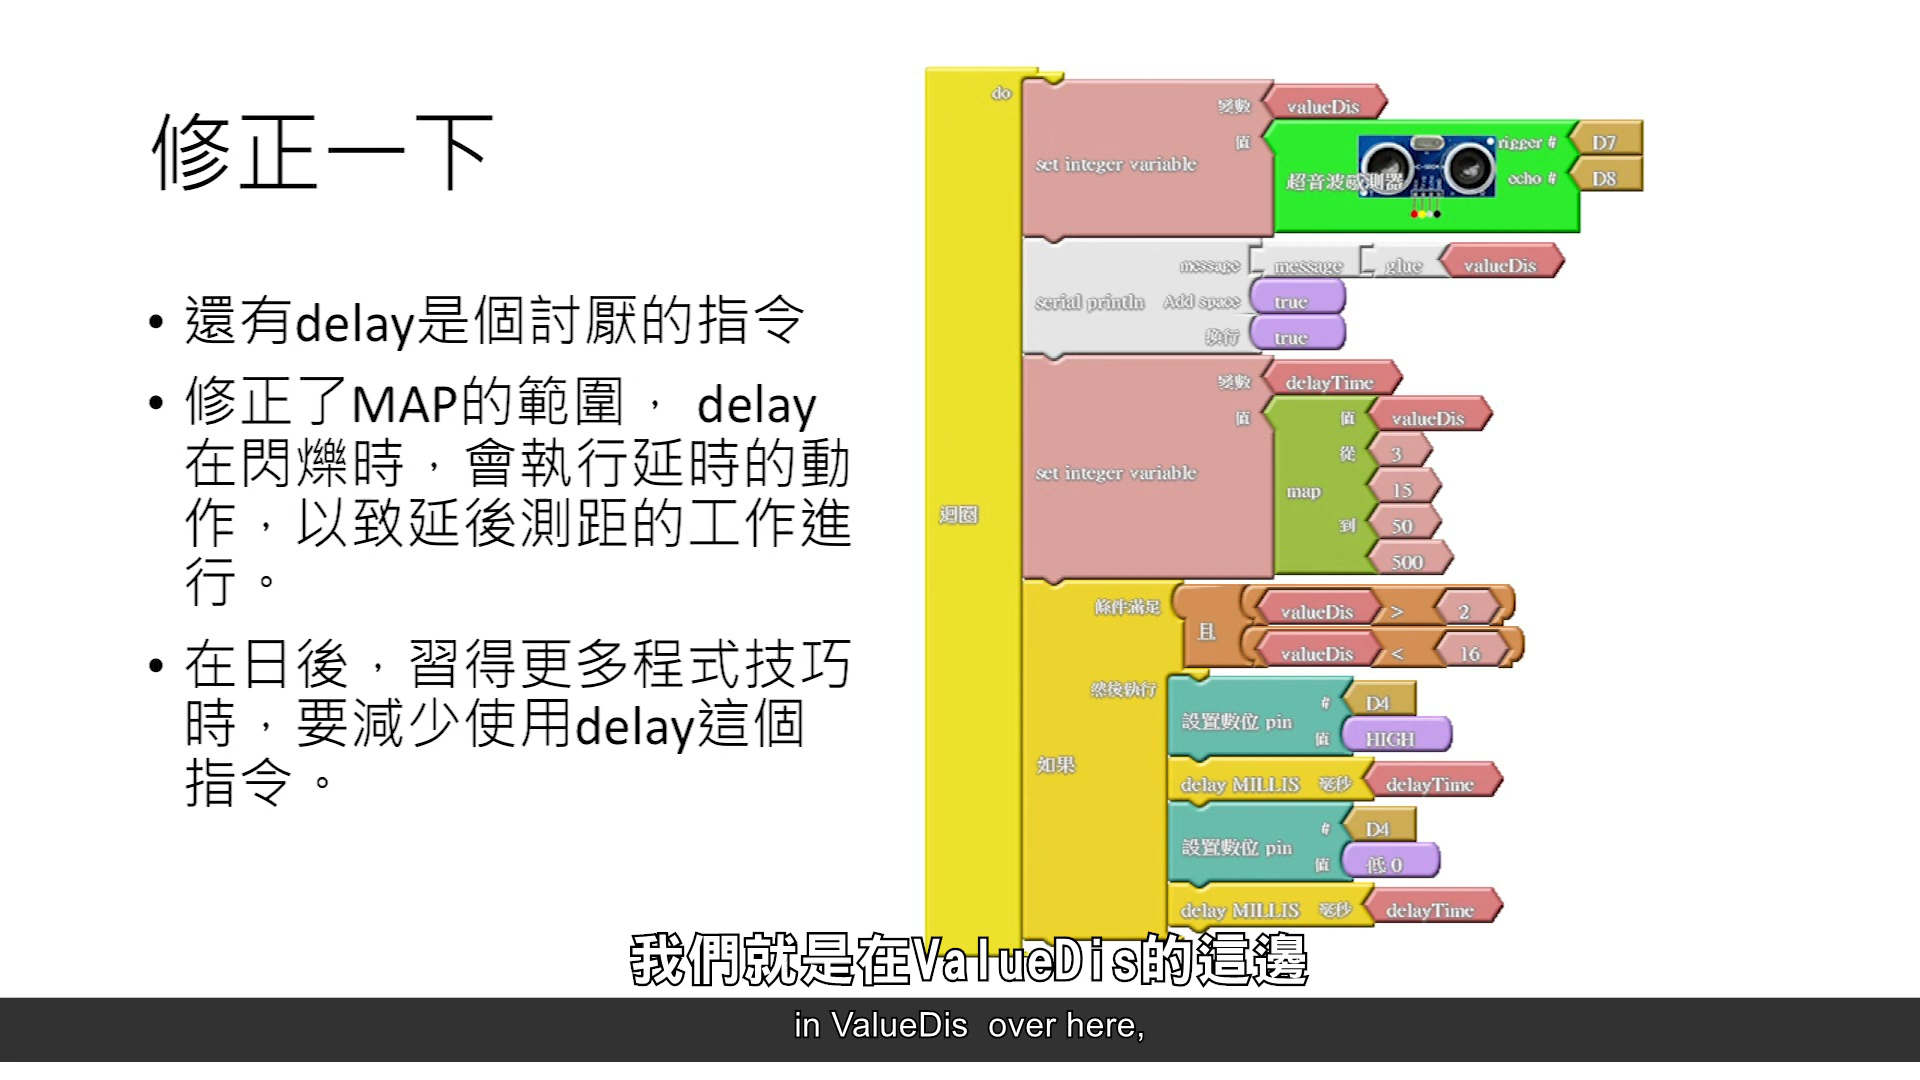 修正一下
• 還有delay是個討厭的指令
• 修正了MAP的範圍， delay
在閃爍時，會執行延時的動
作，以致延後測距的工作進
行。
• 在日後，習得更多程式技巧
時，要減少使用delay這個
指令。
do
迴圈
set integer variable
變數 valueDis
值
超音波感測器
trigger # D7
echo # D8
serial println
message message glue valueDis
Add space true
換行 true
set integer variable
變數 delayTime
值
map
值 valueDis
從 3
15
到 50
500
如果
條件滿足
且
valueDis > 2
valueDis < 16
然後執行
設置數位 pin
# D4
值 HIGH
delay MILLIS 毫秒 delayTime
設置數位 pin
# D4
值 低 0
delay MILLIS 毫秒 delayTime
我們就是在ValueDis的這邊
in ValueDis over here,